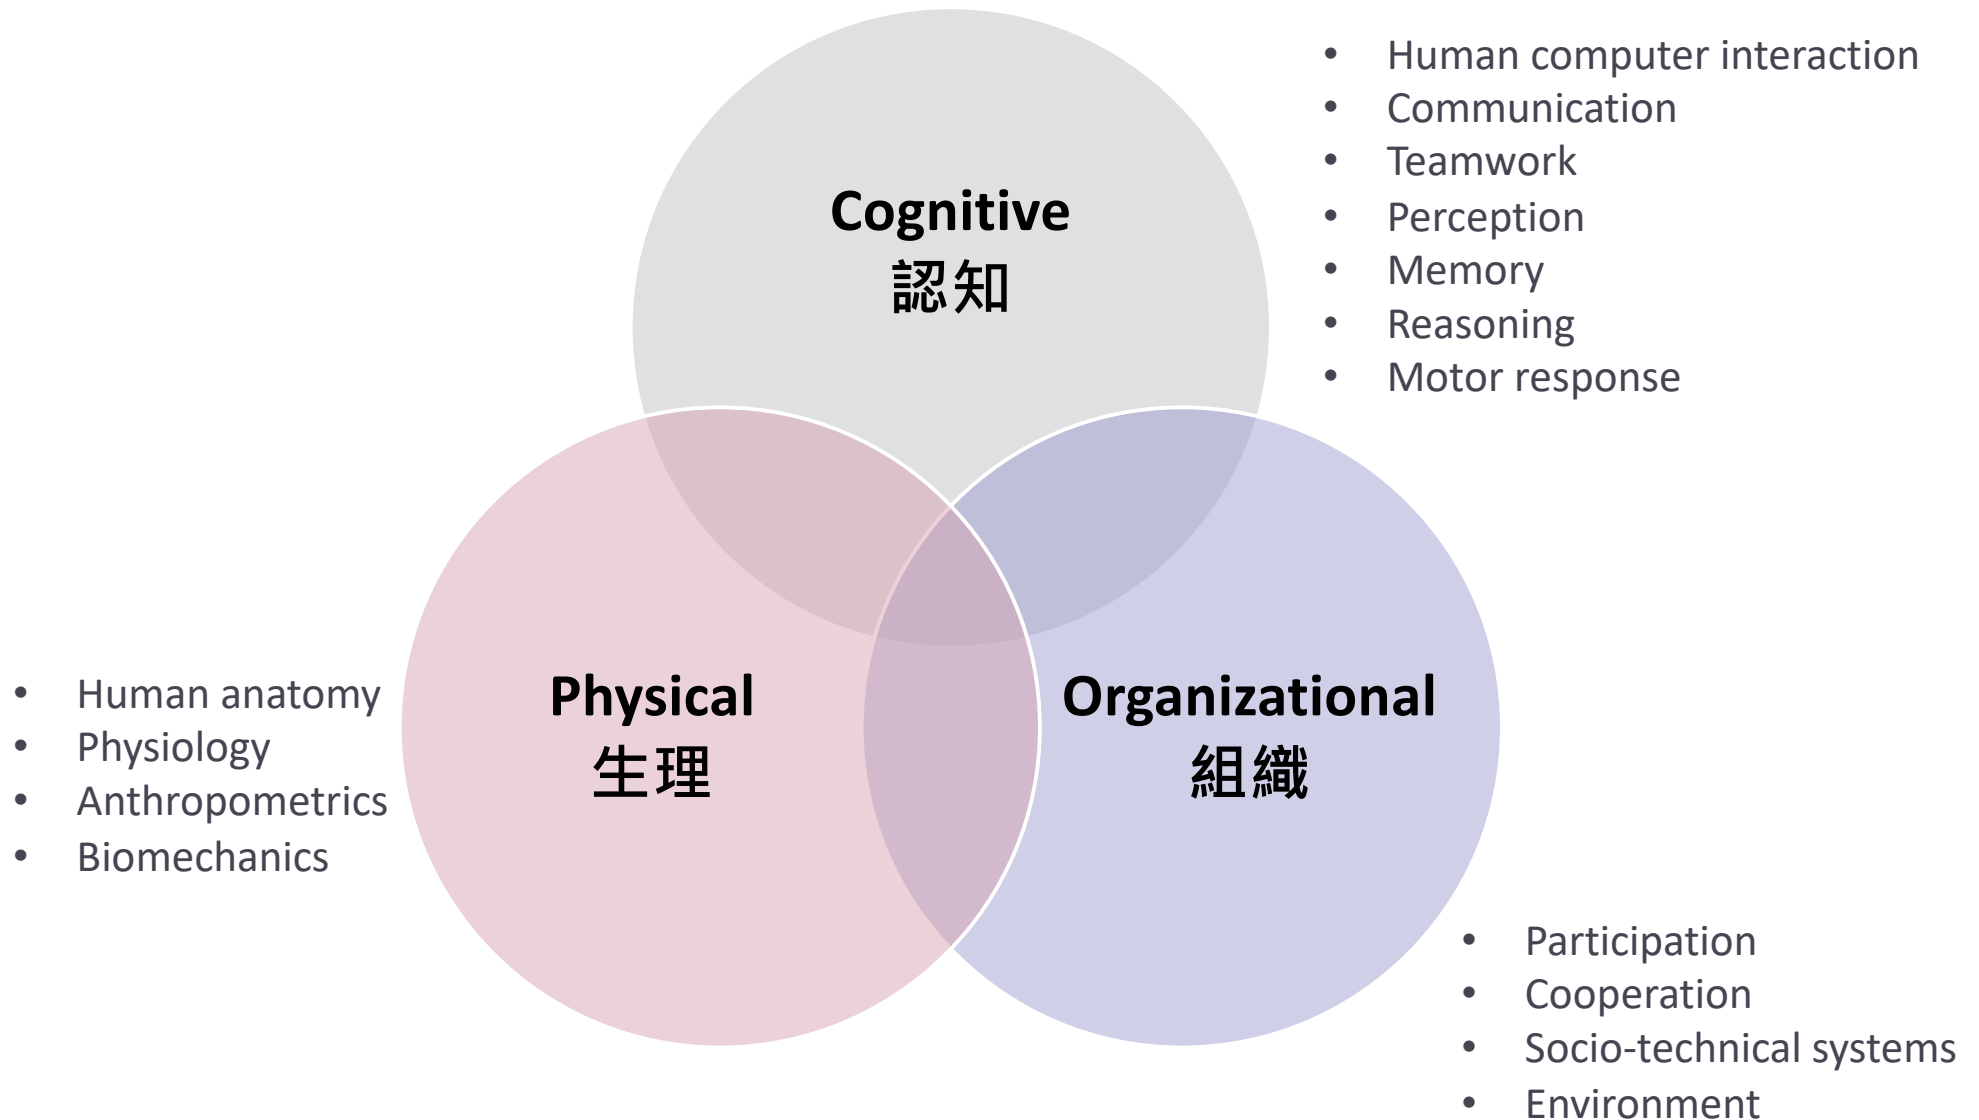 • Human computer interaction
• Communication
• Teamwork
• Perception
• Memory
• Reasoning
• Motor response
Cognitive
認知
Physical
生理
• Human anatomy
• Physiology
• Anthropometrics
• Biomechanics
Organizational
組織
• Participation
• Cooperation
• Socio-technical systems
• Environment